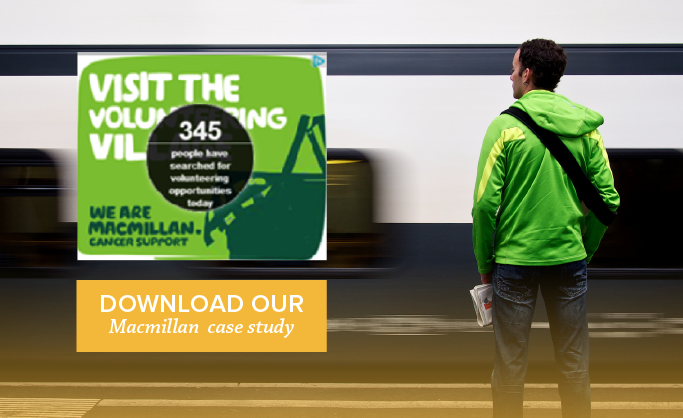 VISIT THE
VILLAGE
345
people have
searched for
volunteering
opportunities
today
WE ARE
MACMILLAN.
CANCER SUPPORT
DOWNLOAD OUR
Macmillan case study